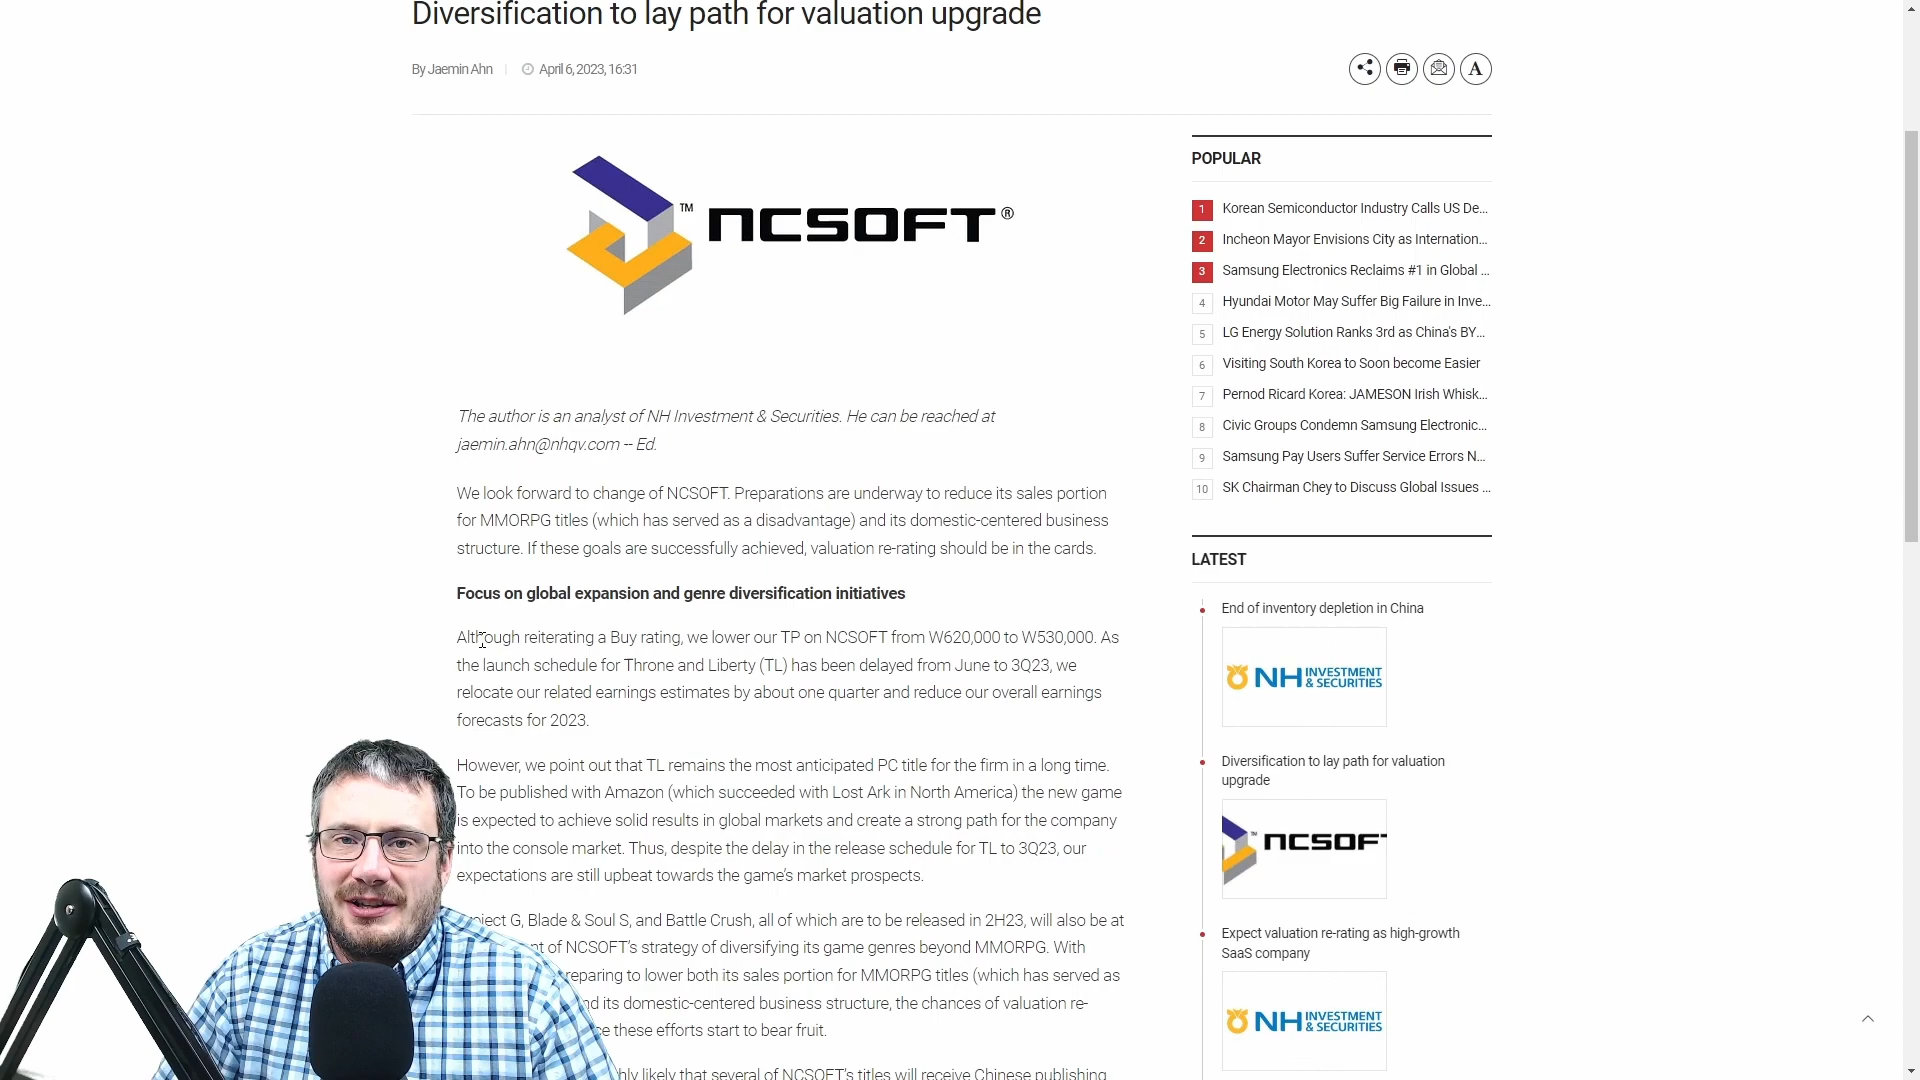 Diversification to lay path for valuation upgrade
By Jaemin Ahn
April 6, 2023, 16:31
A
TM
NCSOFT®
The author is an analyst of NH Investment & Securities. He can be reached at
jaemin.ahn@nhqv.com -- Ed.
We look forward to change of NCSOFT. Preparations are underway to reduce its sales portion
for MMORPG titles (which has served as a disadvantage) and its domestic-centered business
structure. If these goals are successfully achieved, valuation re-rating should be in the cards.
Focus on global expansion and genre diversification initiatives
Although reiterating a Buy rating, we lower our TP on NCSOFT from W620,000 to W530,000. As
the launch schedule for Throne and Liberty (TL) has been delayed from June to 3Q23, we
relocate our related earnings estimates by about one quarter and reduce our overall earnings
forecasts for 2023.
However, we point out that TL remains the most anticipated PC title for the firm in a long time.
To be published with Amazon (which succeeded with Lost Ark in North America) the new game
is expected to achieve solid results in global markets and create a strong path for the company
into the console market. Thus, despite the delay in the release schedule for TL to 3Q23, our
expectations are still upbeat towards the game's market prospects.
G, Blade & Soul S, and Battle Crush, all of which are to be released in 2H23, will also be at
of NCSOFT's strategy of diversifying its game genres beyond MMORPG. With
to lower both its sales portion for MMORPG titles (which has served as
its domestic-centered business structure, the chances of valuation re-
these efforts start to bear fruit.
likely that several of NCSOFT's titles will receive Chinese publishing
POPULAR
1 Korean Semiconductor Industry Calls US De...
2 Incheon Mayor Envisions City as Internation...
3 Samsung Electronics Reclaims #1 in Global ...
4 Hyundai Motor May Suffer Big Failure in Inve...
5 LG Energy Solution Ranks 3rd as China's BY...
6 Visiting South Korea to Soon become Easier
7 Pernod Ricard Korea: JAMESON Irish Whisk...
8 Civic Groups Condemn Samsung Electronic...
9 Samsung Pay Users Suffer Service Errors N...
10 SK Chairman Chey to Discuss Global Issues ...
LATEST
End of inventory depletion in China
NH INVESTMENT
& SECURITIES
Diversification to lay path for valuation
upgrade
TM
NCSOF
Expect valuation re-rating as high-growth
SaaS company
NH INVESTMENT
& SECURITIES